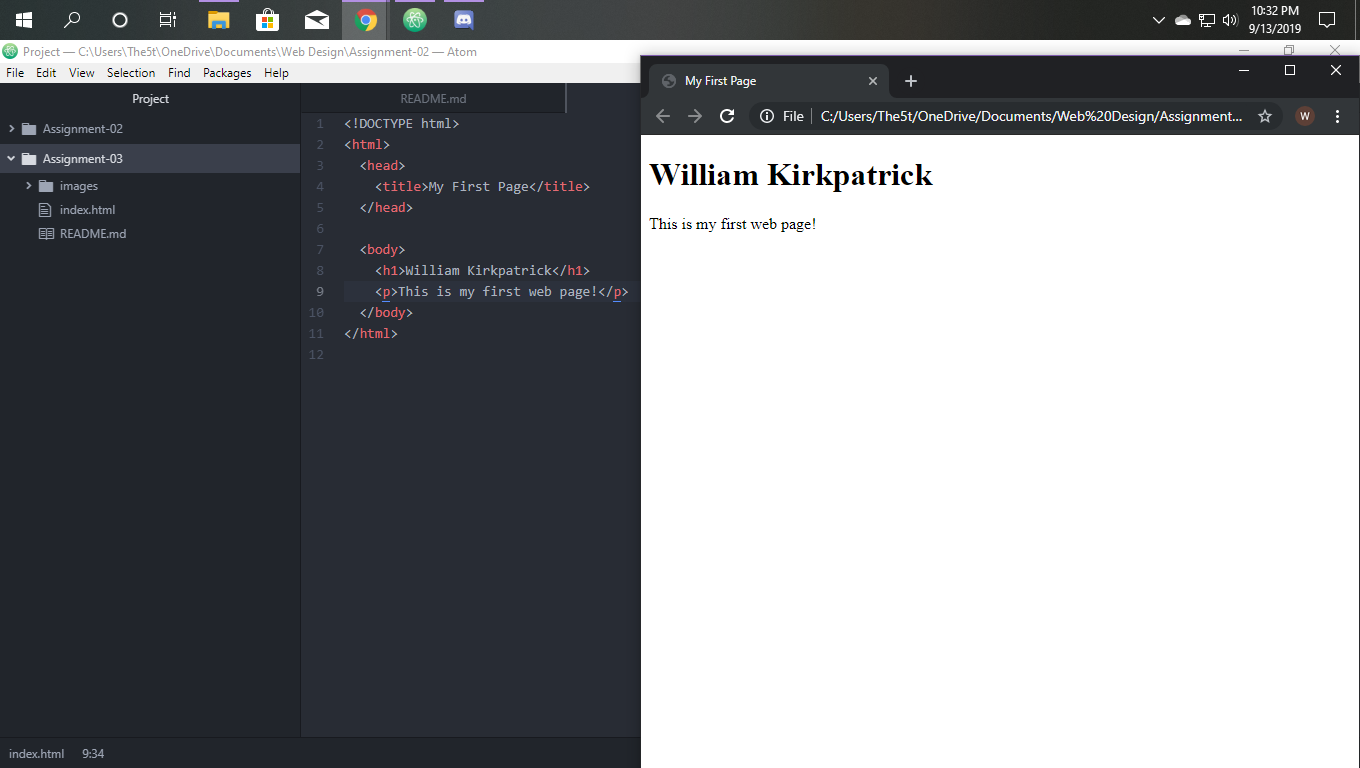 10:32 PM
9/13/2019
Project — C:\Users\The5t\OneDrive\Documents\Web Design\Assignment-02 — Atom
File Edit View Selection Find Packages Help
Project
Assignment-02
Assignment-03
images
index.html
README.md
README.md
1 <!DOCTYPE html>
2 <html>
3 <head>
4 <title>My First Page</title>
5 </head>
6
7 <body>
8 <h1>William Kirkpatrick</h1>
9 <p>This is my first web page!</p>
10 </body>
11 </html>
12
index.html 9:34
My First Page
File C:/Users/The5t/OneDrive/Documents/Web%20Design/Assignment... W
William Kirkpatrick
This is my first web page!